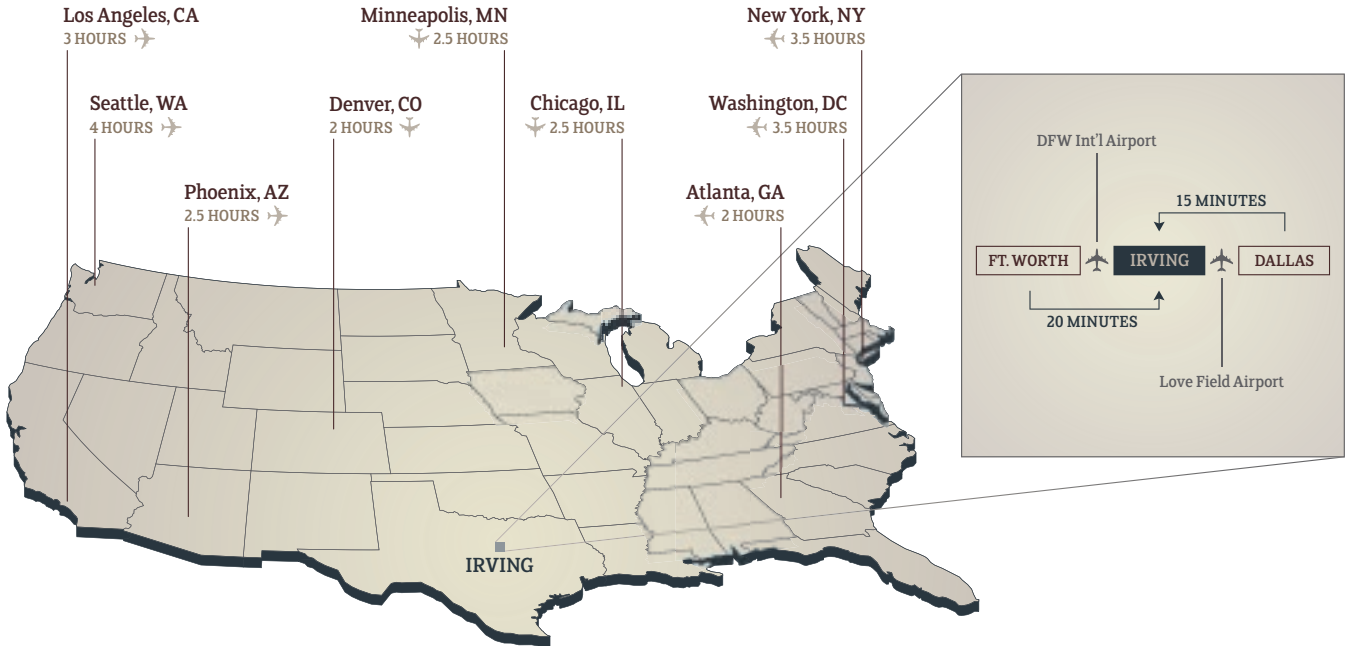 Los Angeles, CA
3 HOURS
Minneapolis, MN
2.5 HOURS
New York, NY
3.5 HOURS
Seattle, WA
4 HOURS
Denver, CO
2 HOURS
Chicago, IL
2.5 HOURS
Washington, DC
3.5 HOURS
Phoenix, AZ
2.5 HOURS
Atlanta, GA
2 HOURS
IRVING
DFW Int'l Airport
15 MINUTES
FT. WORTH
IRVING
DALLAS
20 MINUTES
Love Field Airport